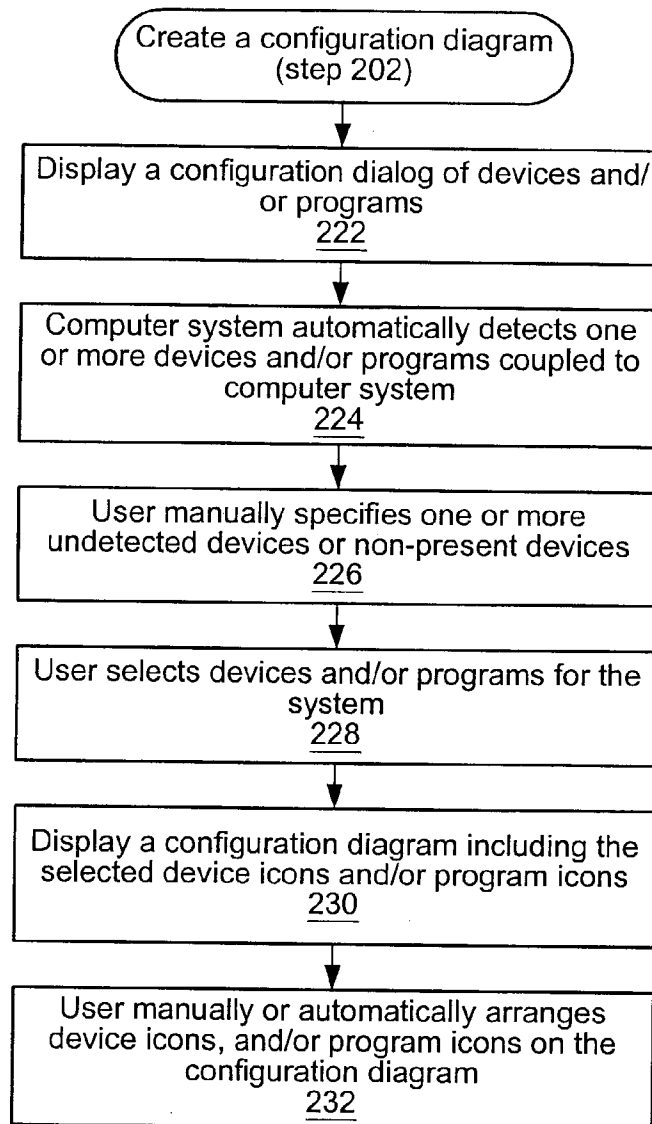 Create a configuration diagram
(step 202)
Display a configuration dialog of devices and/
or programs
222
Computer system automatically detects one
or more devices and/or programs coupled to
computer system
224
User manually specifies one or more
undetected devices or non-present devices
226
User selects devices and/or programs for the
system
228
Display a configuration diagram including the
selected device icons and/or program icons
230
User manually or automatically arranges
device icons, and/or program icons on the
configuration diagram
232